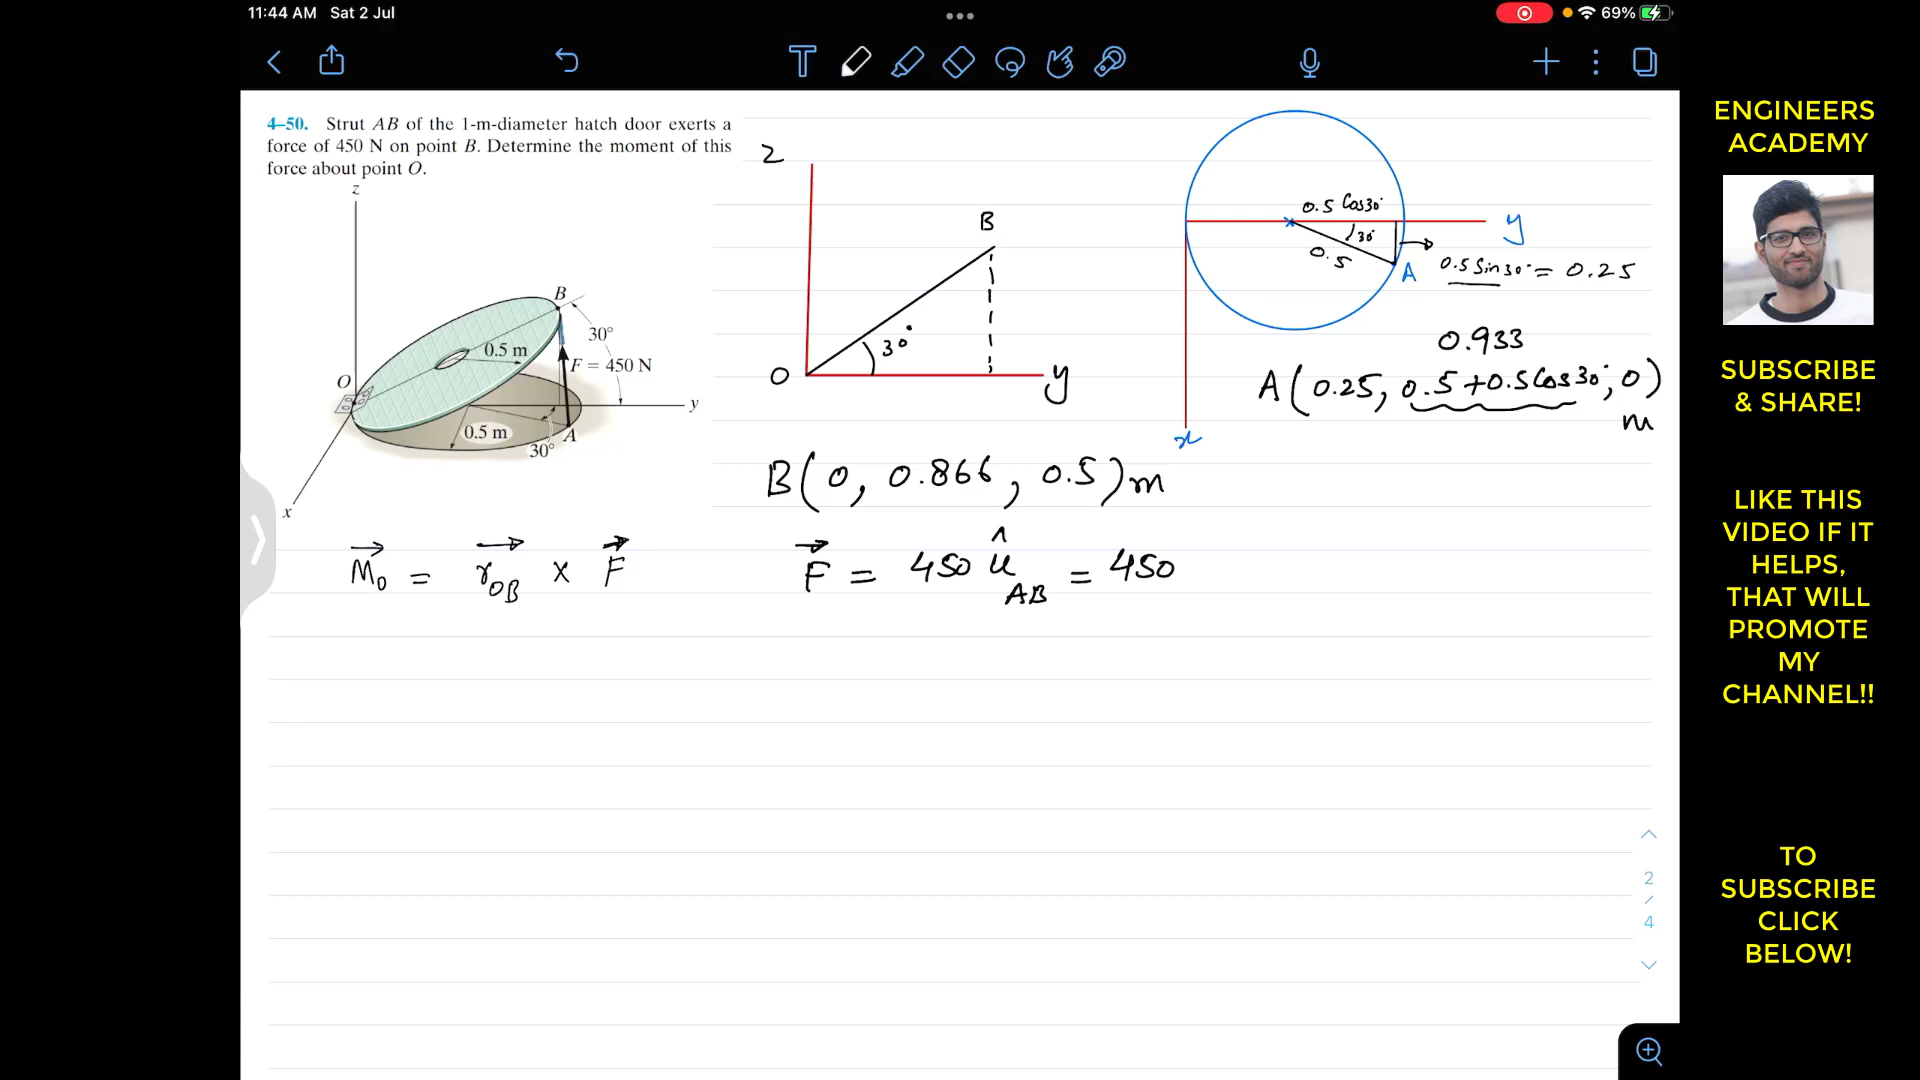 11:44 AM Sat 2 Jul
69%
4–50. Strut AB of the 1-m-diameter hatch door exerts a
force of 450 N on point B. Determine the moment of this
force about point O.
z
B
30°
0.5 m
F = 450 N
O
y
0.5 m
A
30°
x
Z
B
30°
O
y
0.5 Cos30°
30°
0.5
y
A
0.5 Sin30° = 0.25
x
0.933
A(0.25, 0.5+0.5Cos30°, 0)
m
B(0, 0.866, 0.5)m
M₀ = r_OB × F
F = 450 û_AB = 450
2
4
ENGINEERS
ACADEMY
SUBSCRIBE
& SHARE!
LIKE THIS
VIDEO IF IT
HELPS,
THAT WILL
PROMOTE
MY
CHANNEL!!
TO
SUBSCRIBE
CLICK
BELOW!